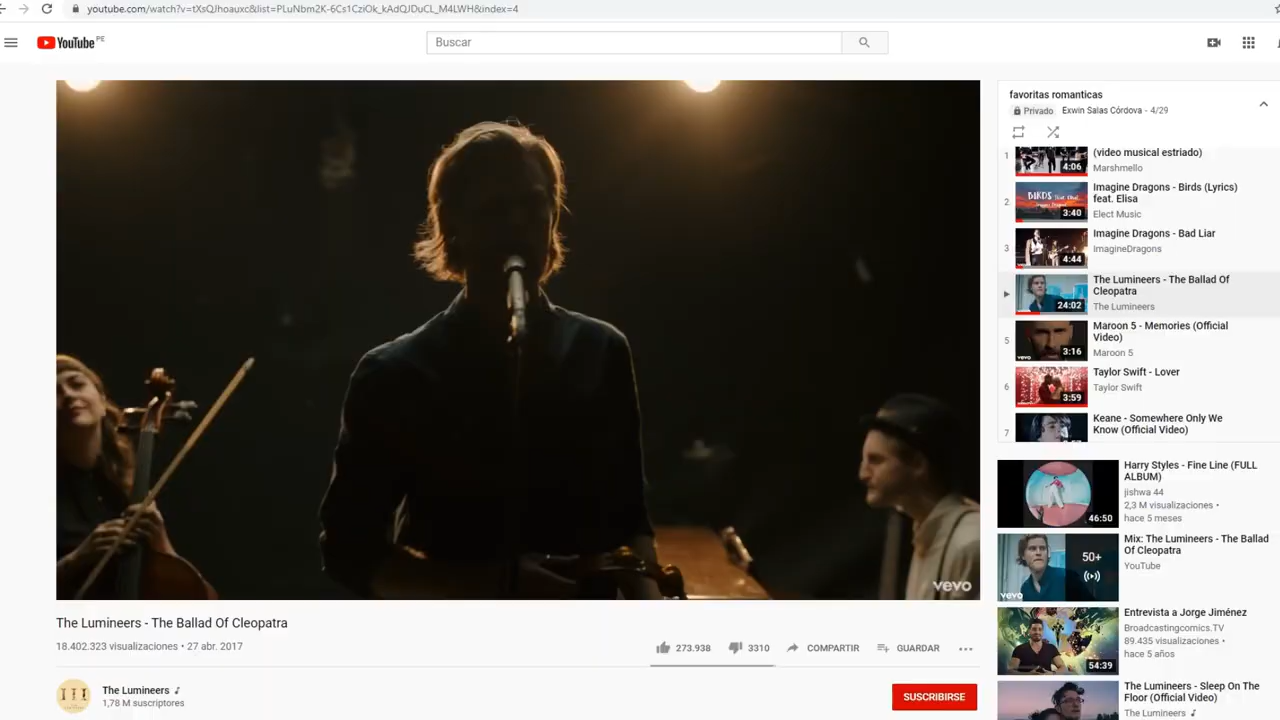 youtube.com/watch?v=tXsQJhoauxc&list=PLuNbm2K-6Cs1CziOk_kAdQJDuCL_M4LWH&index=4
YouTube PE
Buscar
vevo
The Lumineers - The Ballad Of Cleopatra
18.402.323 visualizaciones • 27 abr. 2017
273.938
3310
COMPARTIR
GUARDAR
The Lumineers
1,78 M suscriptores
SUSCRIBIRSE
favoritas romanticas
Privado Exwin Salas Córdova - 4/29
1
4:06
(video musical estriado)
Marshmello
2
BIRDS
3:40
Imagine Dragons - Birds (Lyrics)
feat. Elisa
Elect Music
3
4:44
Imagine Dragons - Bad Liar
ImagineDragons
24:02
The Lumineers - The Ballad Of
Cleopatra
The Lumineers
5
vevo
3:16
Maroon 5 - Memories (Official
Video)
Maroon 5
6
3:59
Taylor Swift - Lover
Taylor Swift
7
Keane - Somewhere Only We
Know (Official Video)
46:50
Harry Styles - Fine Line (FULL
ALBUM)
jishwa 44
2,3 M visualizaciones •
hace 5 meses
vevo
50+
Mix: The Lumineers - The Ballad
Of Cleopatra
YouTube
54:39
Entrevista a Jorge Jiménez
Broadcastingcomics.TV
89.435 visualizaciones •
hace 5 años
The Lumineers - Sleep On The
Floor (Official Video)
The Lumineers